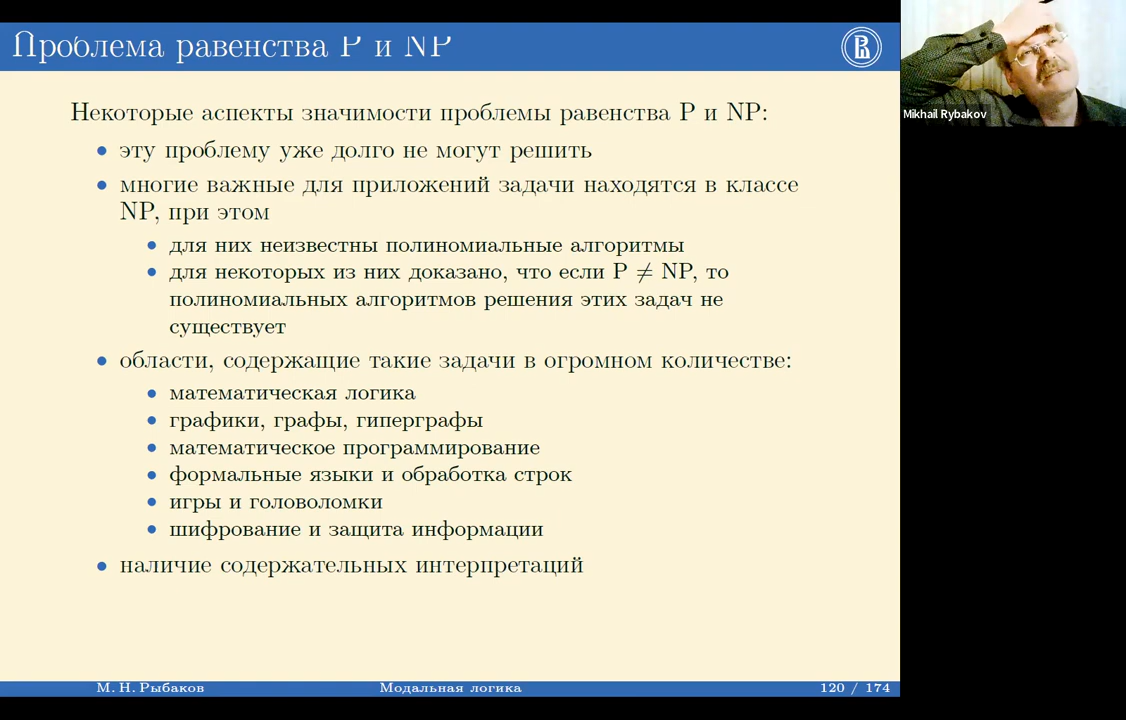 Проблема равенства P и NP
Некоторые аспекты значимости проблемы равенства P и NP:
• эту проблему уже долго не могут решить
• многие важные для приложений задачи находятся в классе
NP, при этом
• для них неизвестны полиномиальные алгоритмы
• для некоторых из них доказано, что если P ≠ NP, то
полиномиальных алгоритмов решения этих задач не
существует
• области, содержащие такие задачи в огромном количестве:
• математическая логика
• графики, графы, гиперграфы
• математическое программирование
• формальные языки и обработка строк
• игры и головоломки
• шифрование и защита информации
• наличие содержательных интерпретаций
М. Н. Рыбаков
Модальная логика
120 / 174
Mikhail Rybakov